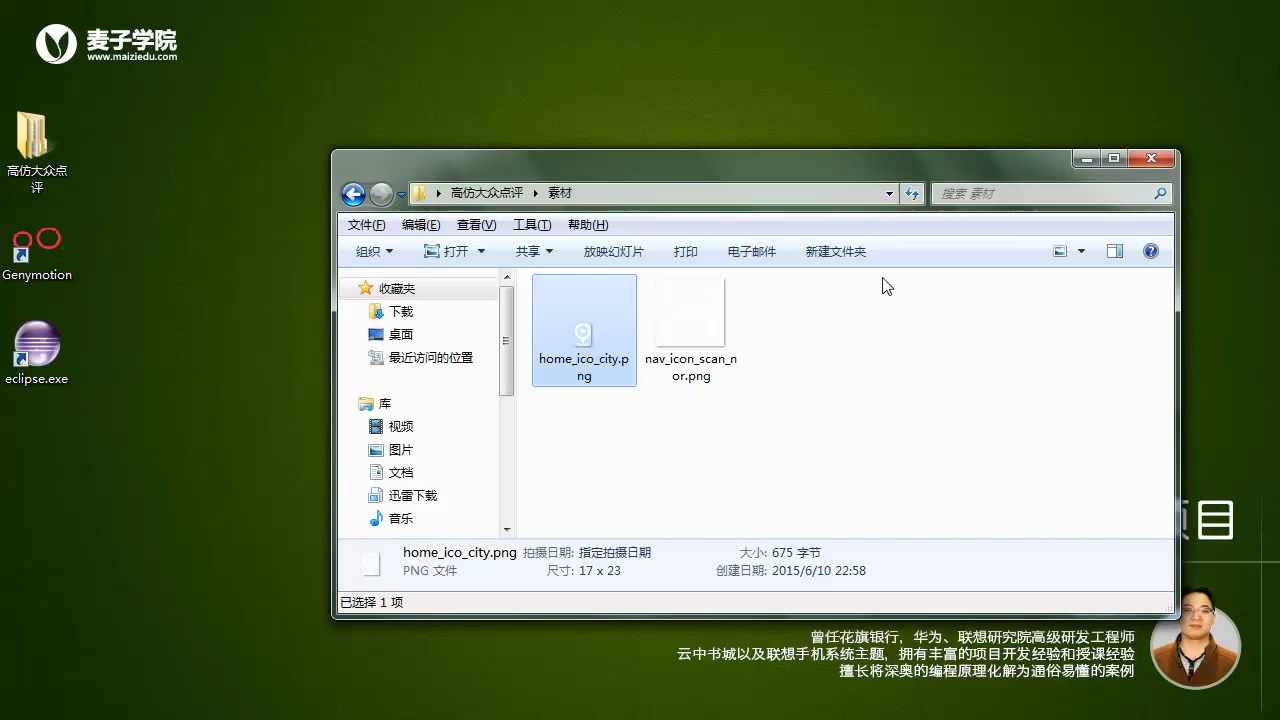 麦子学院
www.maiziedu.com
高仿大众点
评
Genymotion
eclipse.exe
高仿大众点评
素材
搜索 素材
文件(F)
编辑(E)
查看(V)
工具(T)
帮助(H)
组织
打开
共享
放映幻灯片
打印
电子邮件
新建文件夹
收藏夹
下载
桌面
最近访问的位置
库
视频
图片
文档
迅雷下载
音乐
home_ico_city.p
ng
nav_icon_scan_n
or.png
home_ico_city.png 拍摄日期: 指定拍摄日期 大小: 675 字节
PNG 文件 尺寸: 17 x 23 创建日期: 2015/6/10 22:58
已选择 1 项
目
曾任花旗银行，华为、联想研究院高级研发工程师
云中书城以及联想手机系统主题，拥有丰富的项目开发经验和授课经验
擅长将深奥的编程原理化解为通俗易懂的案例